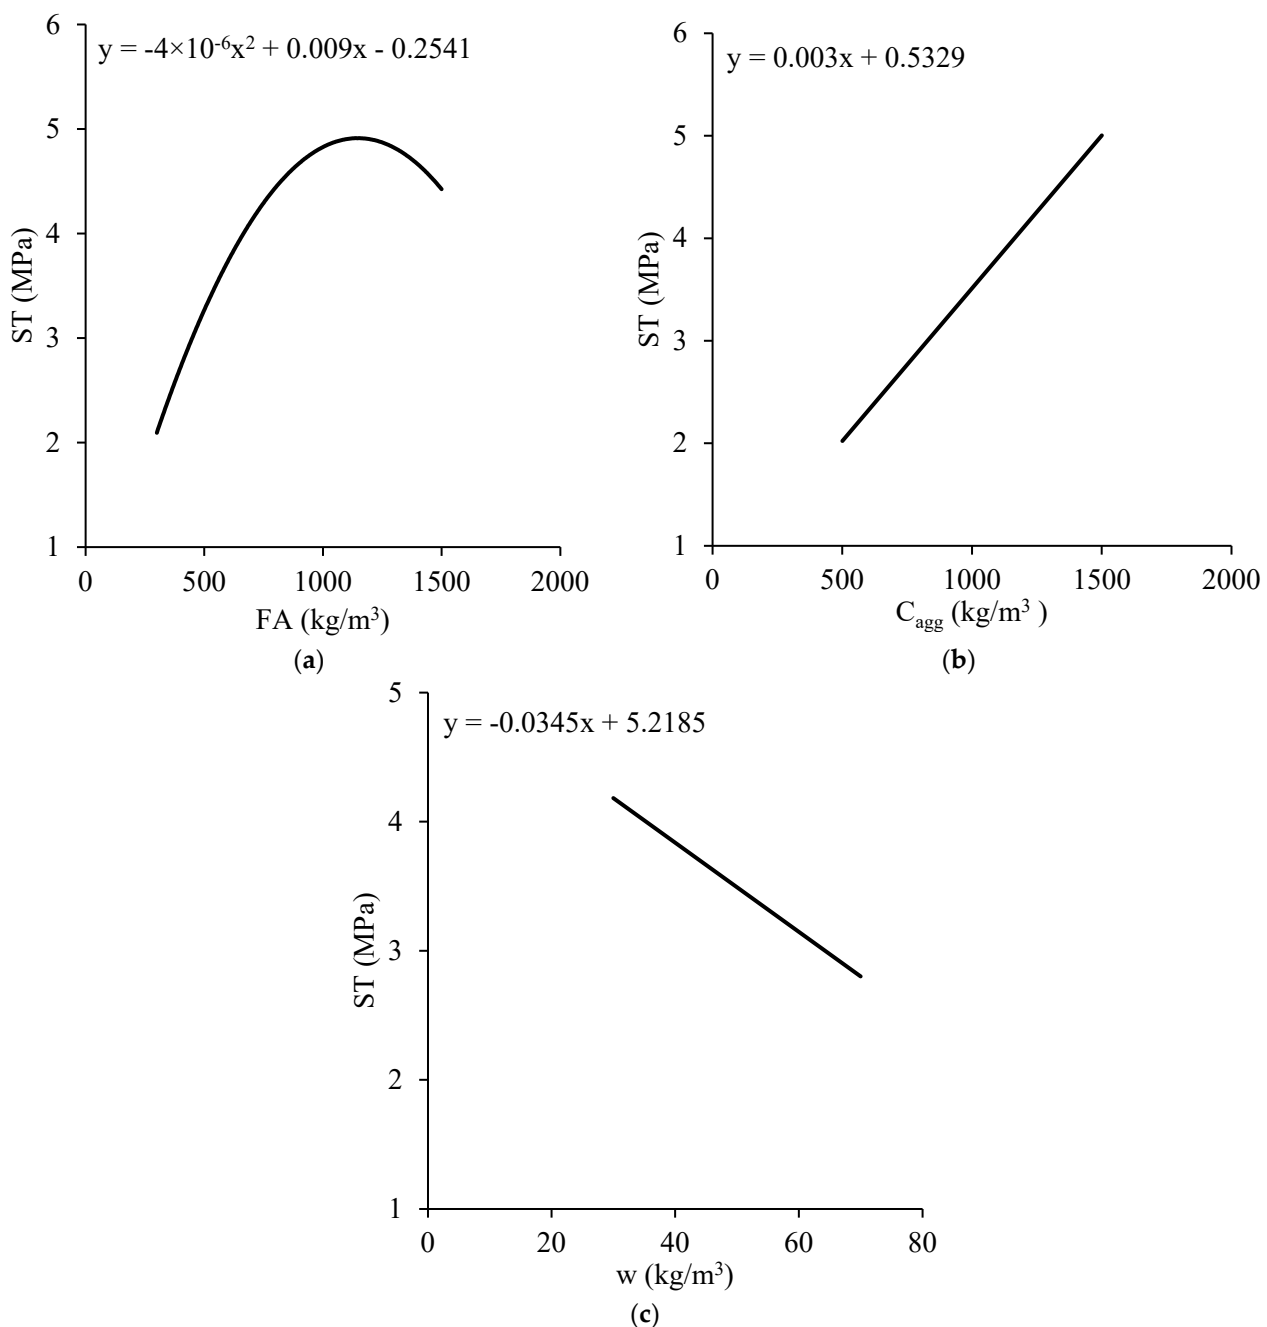 y = -4×10⁻⁶x² + 0.009x - 0.2541
6
5
4
3
2
1
ST (MPa)
0 500 1000 1500 2000
FA (kg/m³)
(a)
y = 0.003x + 0.5329
6
5
4
3
2
1
ST (MPa)
0 500 1000 1500 2000
C_agg (kg/m³ )
(b)
y = -0.0345x + 5.2185
5
4
3
2
1
ST (MPa)
0 20 40 60 80
w (kg/m³)
(c)